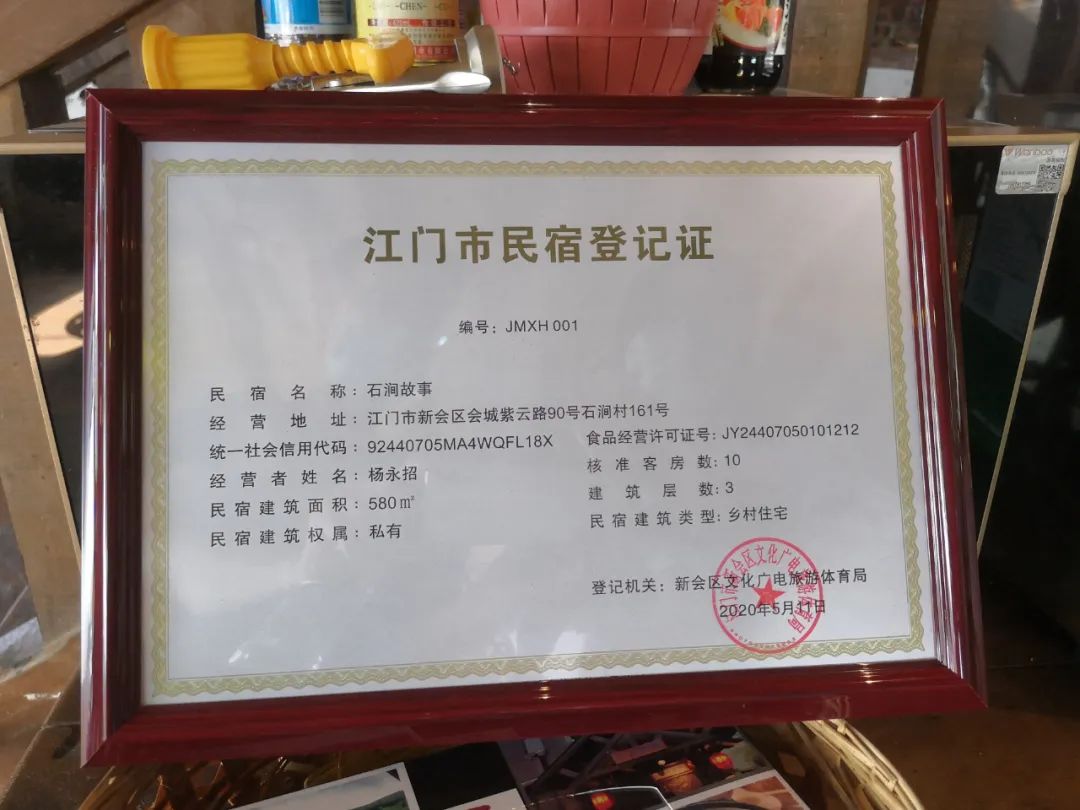 -CHEN-
Wanbao
江门市民宿登记证
编号：JMXH 001
民宿名称：石涧故事
经营地址：江门市新会区会城紫云路90号石涧村161号
统一社会信用代码：92440705MA4WQFL18X
食品经营许可证号：JY24407050101212
经营者姓名：杨永招
核准客房数：10
民宿建筑面积：580㎡
建筑层数：3
民宿建筑权属：私有
民宿建筑类型：乡村住宅
登记机关：新会区文化广电旅游体育局
2020年5月11日